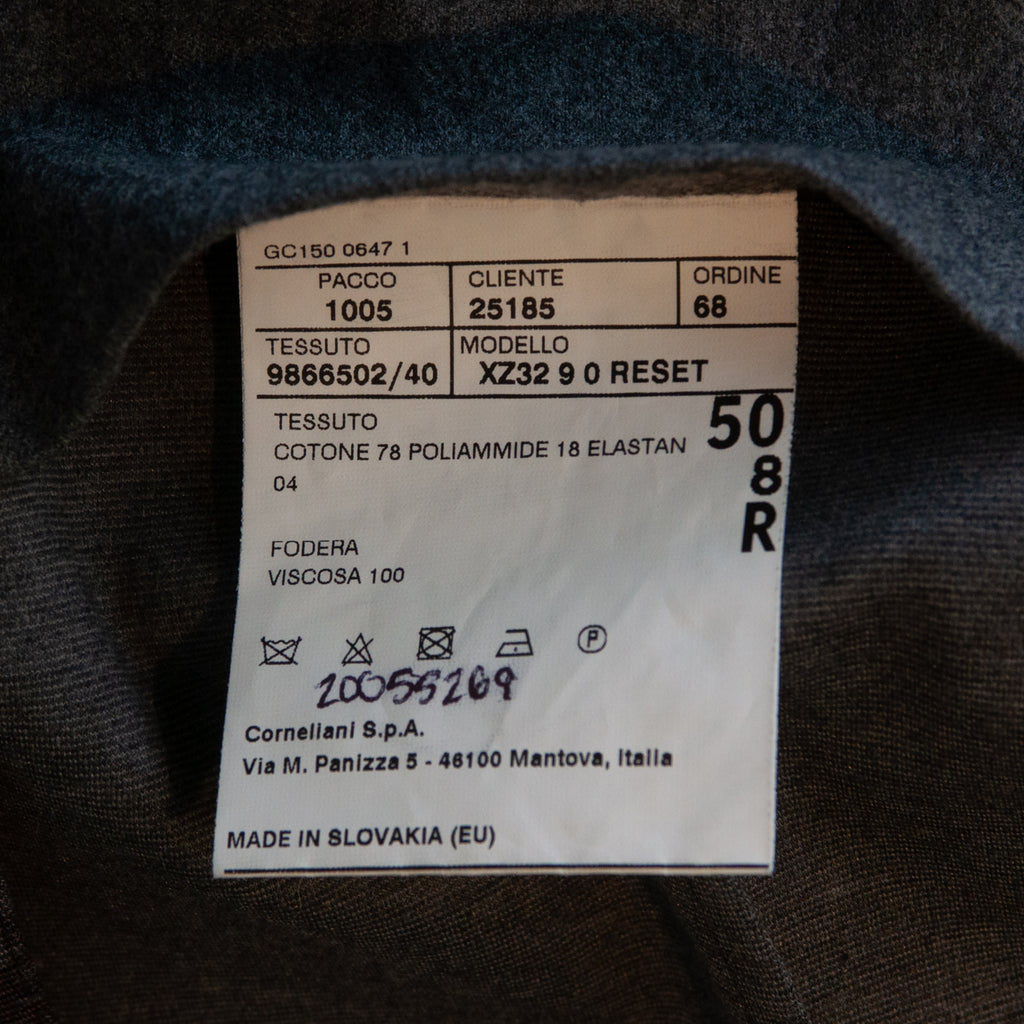 GC150 0647 1
PACCO CLIENTE ORDINE
1005 25185 68
TESSUTO MODELLO
9866502/40 XZ32 9 0 RESET
TESSUTO 50
COTONE 78 POLIAMMIDE 18 ELASTAN
04 8
R
FODERA
VISCOSA 100
P
20055269
Corneliani S.p.A.
Via M. Panizza 5 - 46100 Mantova, Italia
MADE IN SLOVAKIA (EU)